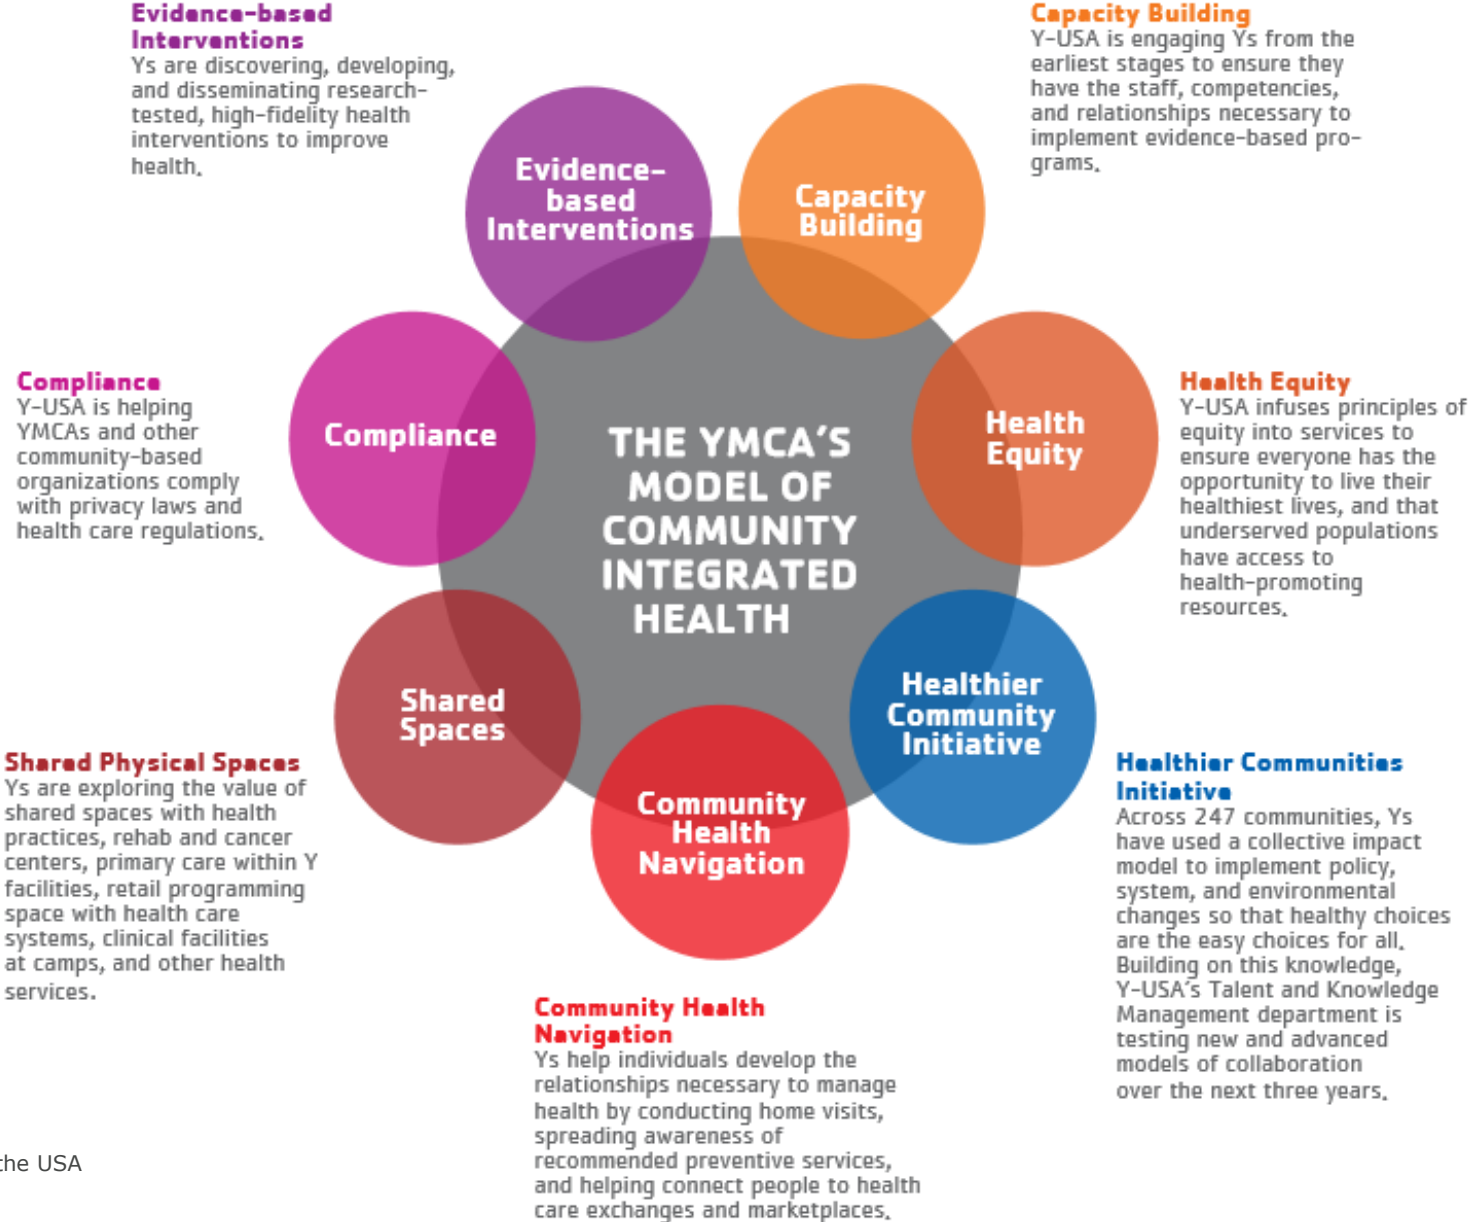 Evidence-based
Interventions
Ys are discovering, developing,
and disseminating research-
tested, high-fidelity health
interventions to improve
health.
Capacity Building
Y-USA is engaging Ys from the
earliest stages to ensure they
have the staff, competencies,
and relationships necessary to
implement evidence-based pro-
grams.
Evidence-
based
Interventions
Capacity
Building
Compliance
Y-USA is helping
YMCAs and other
community-based
organizations comply
with privacy laws and
health care regulations.
Compliance
THE YMCA'S
MODEL OF
COMMUNITY
INTEGRATED
HEALTH
Health
Equity
Health Equity
Y-USA infuses principles of
equity into services to
ensure everyone has the
opportunity to live their
healthiest lives, and that
underserved populations
have access to
health-promoting
resources.
Shared
Spaces
Healthier
Community
Initiative
Community
Health
Navigation
Shared Physical Spaces
Ys are exploring the value of
shared spaces with health
practices, rehab and cancer
centers, primary care within Y
facilities, retail programming
space with health care
systems, clinical facilities
at camps, and other health
services.
Healthier Communities
Initiative
Across 247 communities, Ys
have used a collective impact
model to implement policy,
system, and environmental
changes so that healthy choices
are the easy choices for all.
Building on this knowledge,
Y-USA's Talent and Knowledge
Management department is
testing new and advanced
models of collaboration
over the next three years.
Community Health
Navigation
Ys help individuals develop the
relationships necessary to manage
health by conducting home visits,
spreading awareness of
recommended preventive services,
and helping connect people to health
care exchanges and marketplaces.
the USA